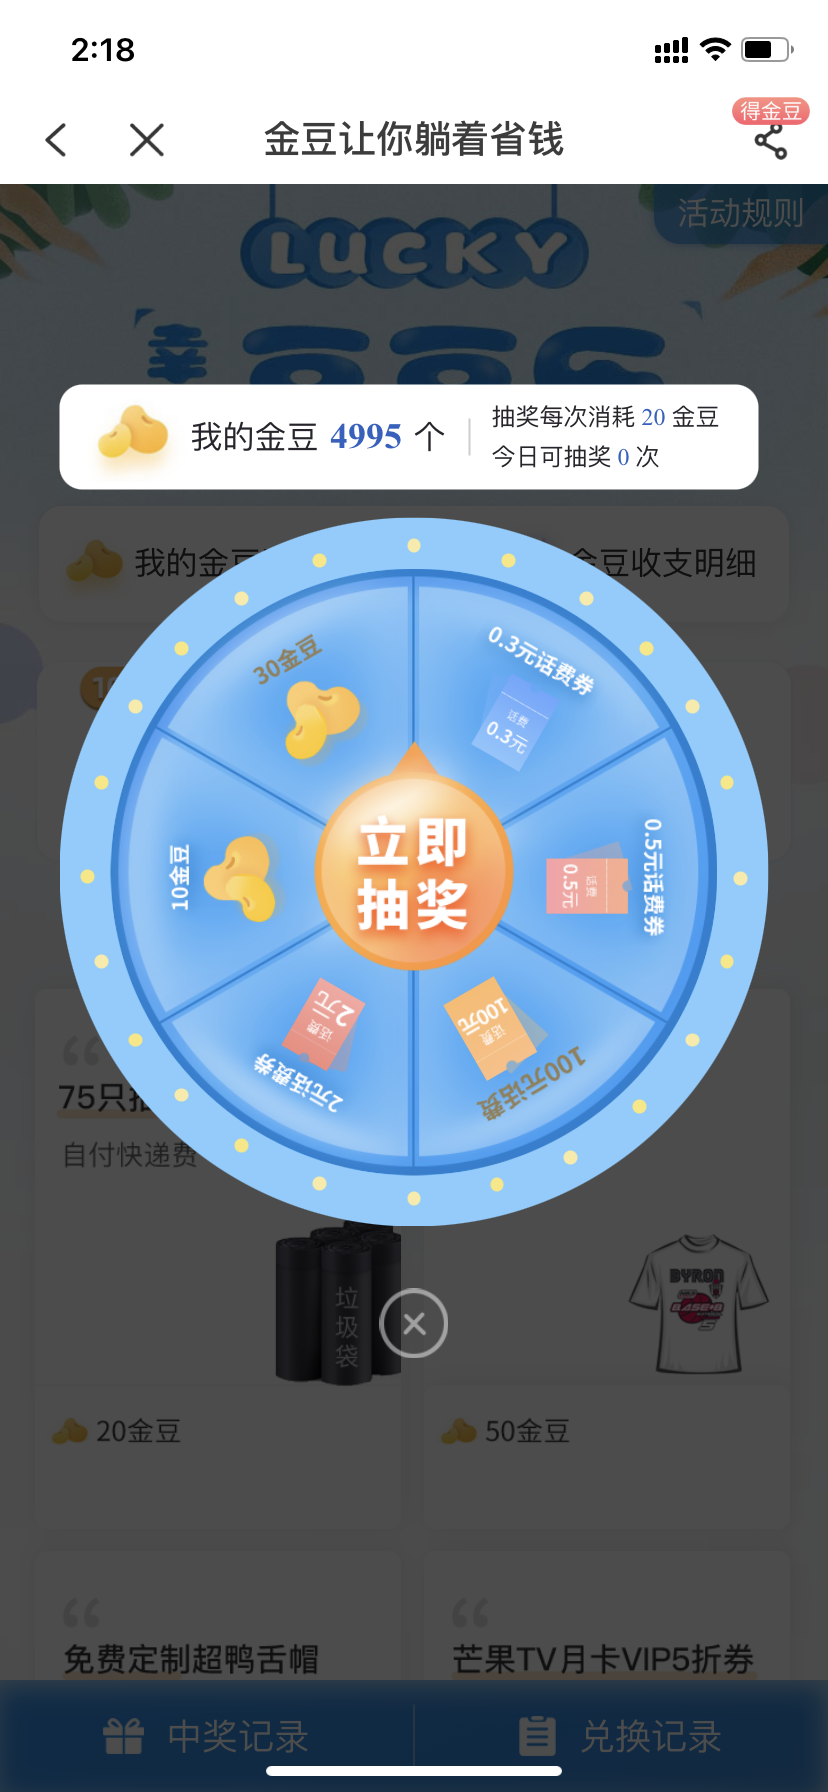 2:18
得金豆
金豆让你躺着省钱
活动规则
LUCKY
我的金豆 4995 个
抽奖每次消耗 20 金豆
今日可抽奖 0 次
我的金豆
金豆收支明细
30金豆
0.3元话费券
话费
0.3元
10金豆
立即
抽奖
0.5元话费券
话费
0.5元
2元
话费
2元话费券
100元
话费
100元话费
75只抽
自付快递费
垃圾袋
BYRON
20金豆
50金豆
免费定制超鸭舌帽
芒果TV月卡VIP5折券
中奖记录
兑换记录